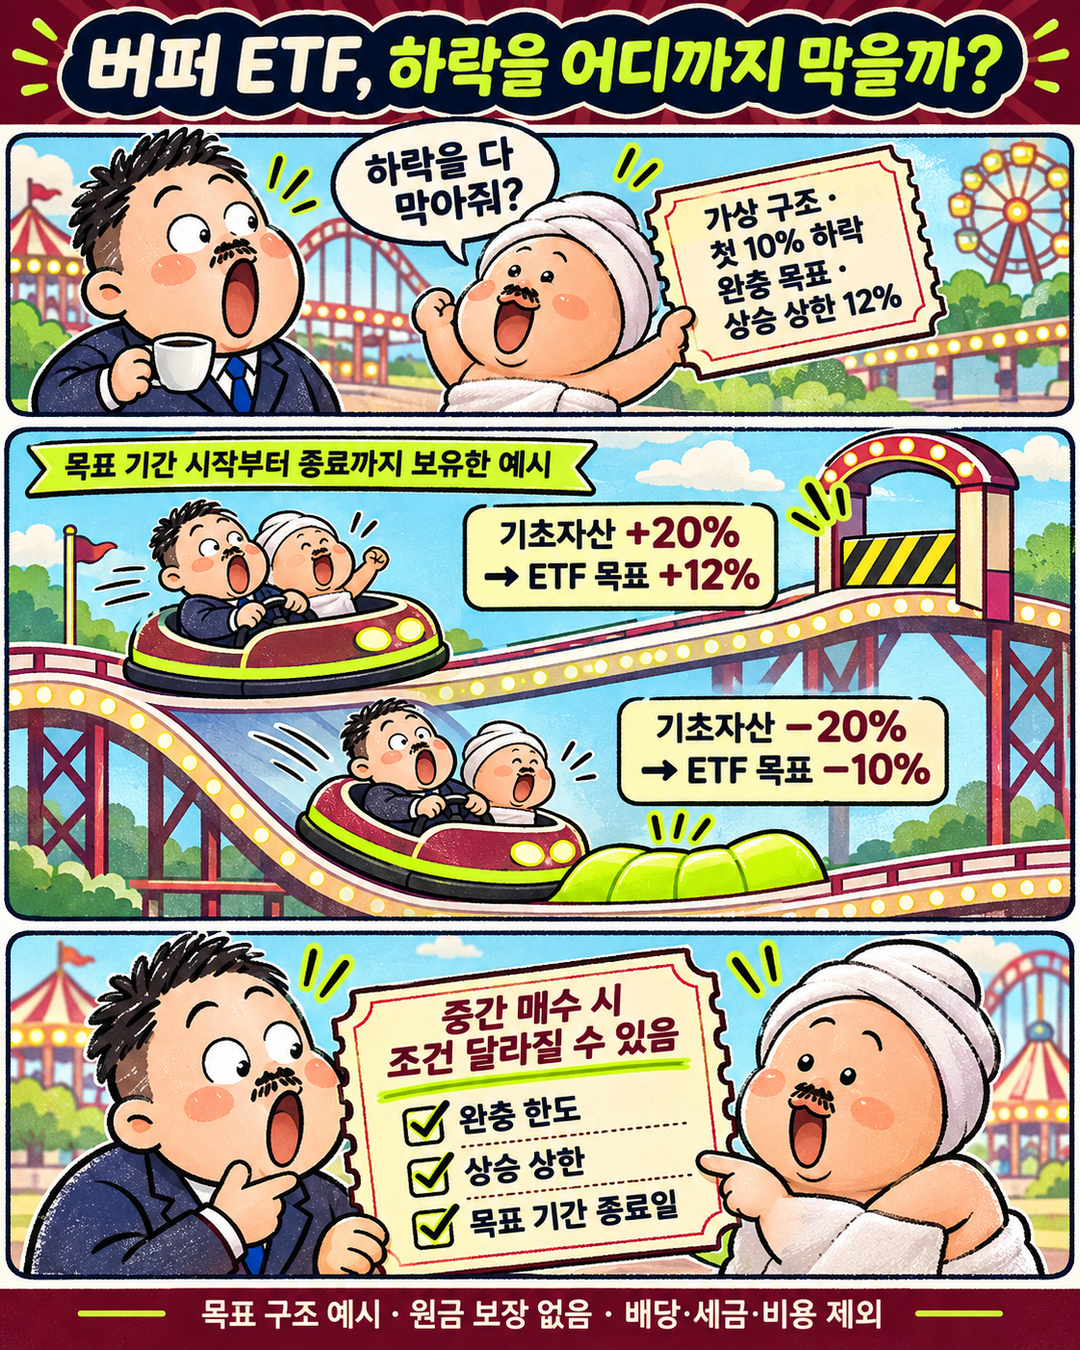 버퍼 ETF, 하락을 어디까지 막을까?
하락을 다
막아줘?
가상 구조 ·
첫 10% 하락
완충 목표 ·
상승 상한 12%
목표 기간 시작부터 종료까지 보유한 예시
기초자산 +20%
→ ETF 목표 +12%
기초자산 −20%
→ ETF 목표 −10%
중간 매수 시
조건 달라질 수 있음
완충 한도
상승 상한
목표 기간 종료일
목표 구조 예시 · 원금 보장 없음 · 배당·세금·비용 제외